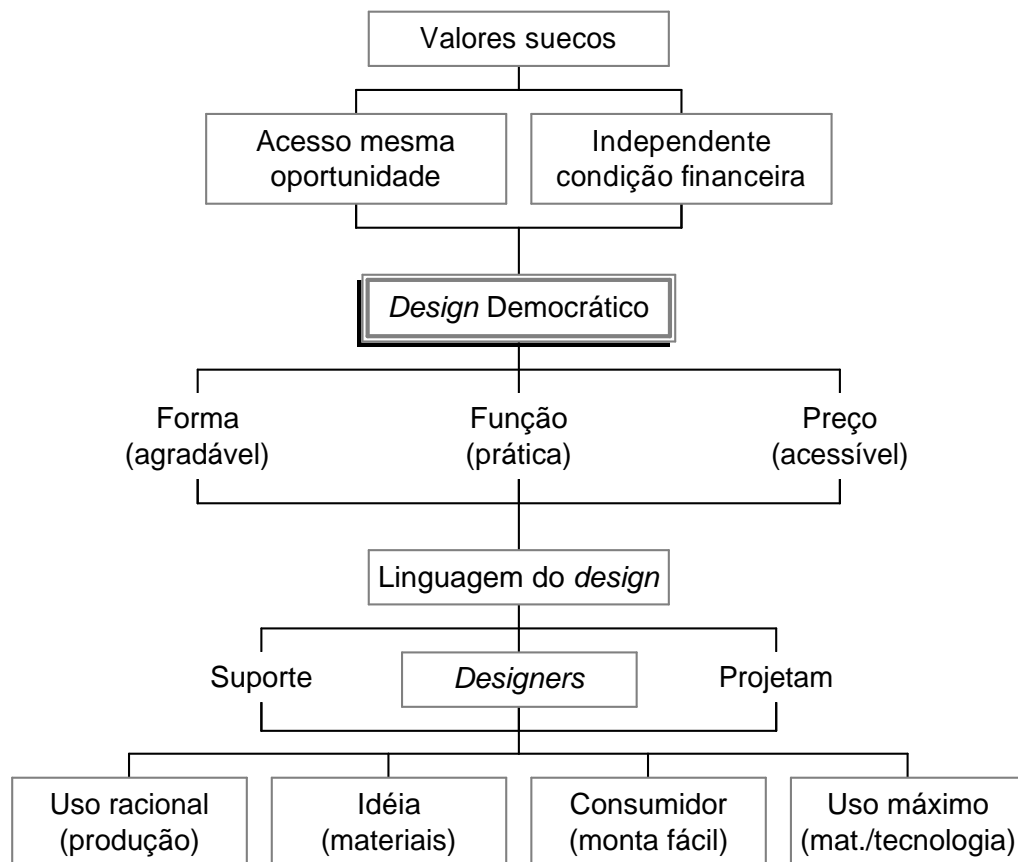 Valores suecos
Acesso mesma
oportunidade
Independente
condição financeira
Design Democrático
Forma
(agradável)
Função
(prática)
Preço
(acessível)
Linguagem do design
Suporte
Designers
Projetam
Uso racional
(produção)
Idéia
(materiais)
Consumidor
(monta fácil)
Uso máximo
(mat./tecnologia)